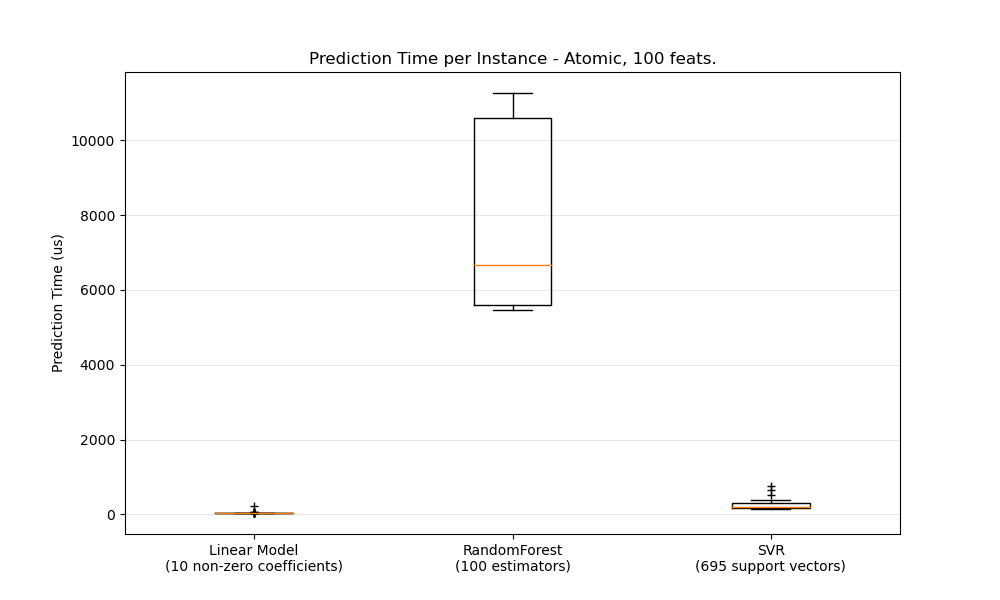 Prediction Time per Instance - Atomic, 100 feats.
Prediction Time (us)
10000
8000
6000
4000
2000
0
Linear Model
(10 non-zero coefficients)
RandomForest
(100 estimators)
SVR
(695 support vectors)